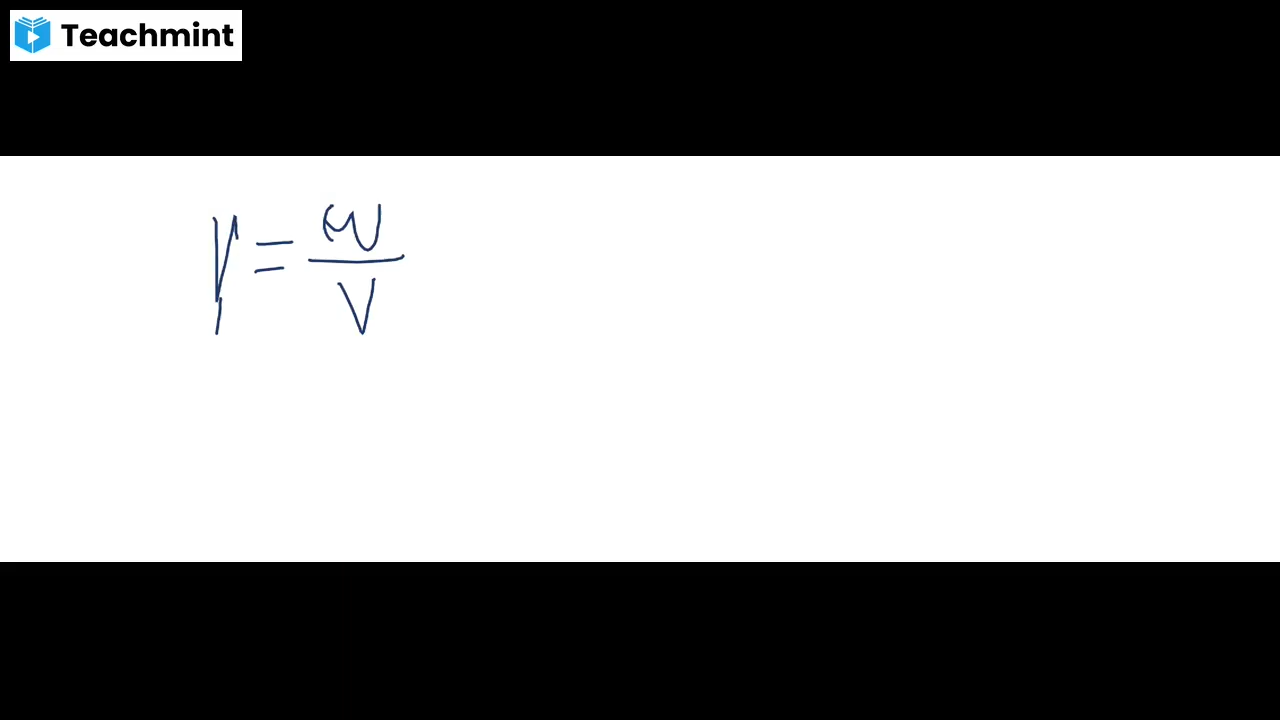 Teachmint
γ = ω / V